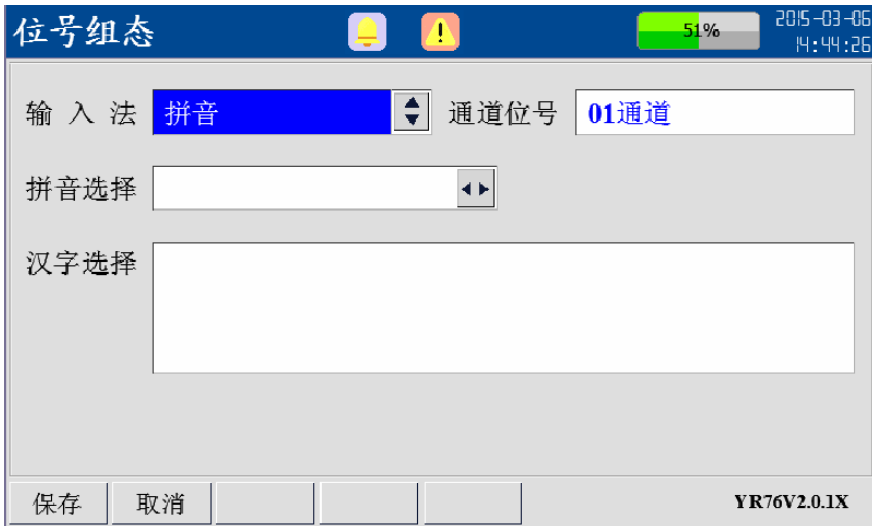 位号组态 51% 2015-03-06
14:44:26
输入法 拼音 通道位号 01通道
拼音选择
汉字选择
保存 取消 YR76V2.0.1X